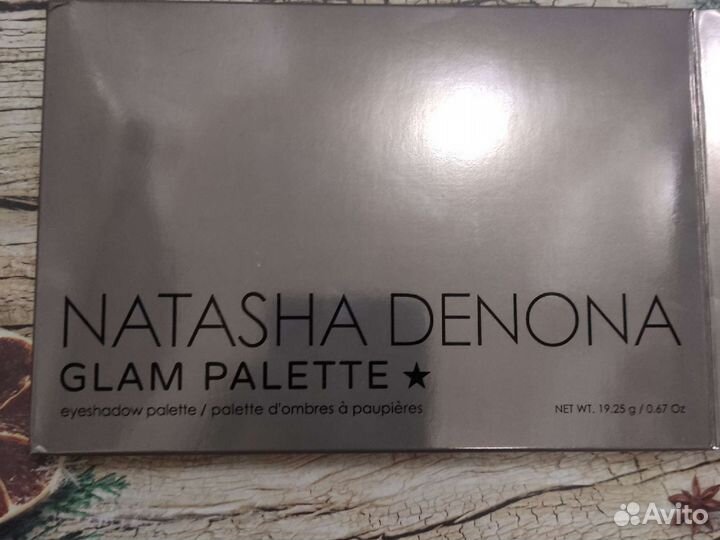 NATASHA DENONA
GLAM PALETTE ★
eyeshadow palette / palette d'ombres à paupières
NET WT. 19.25 g / 0.67 Oz
Avito